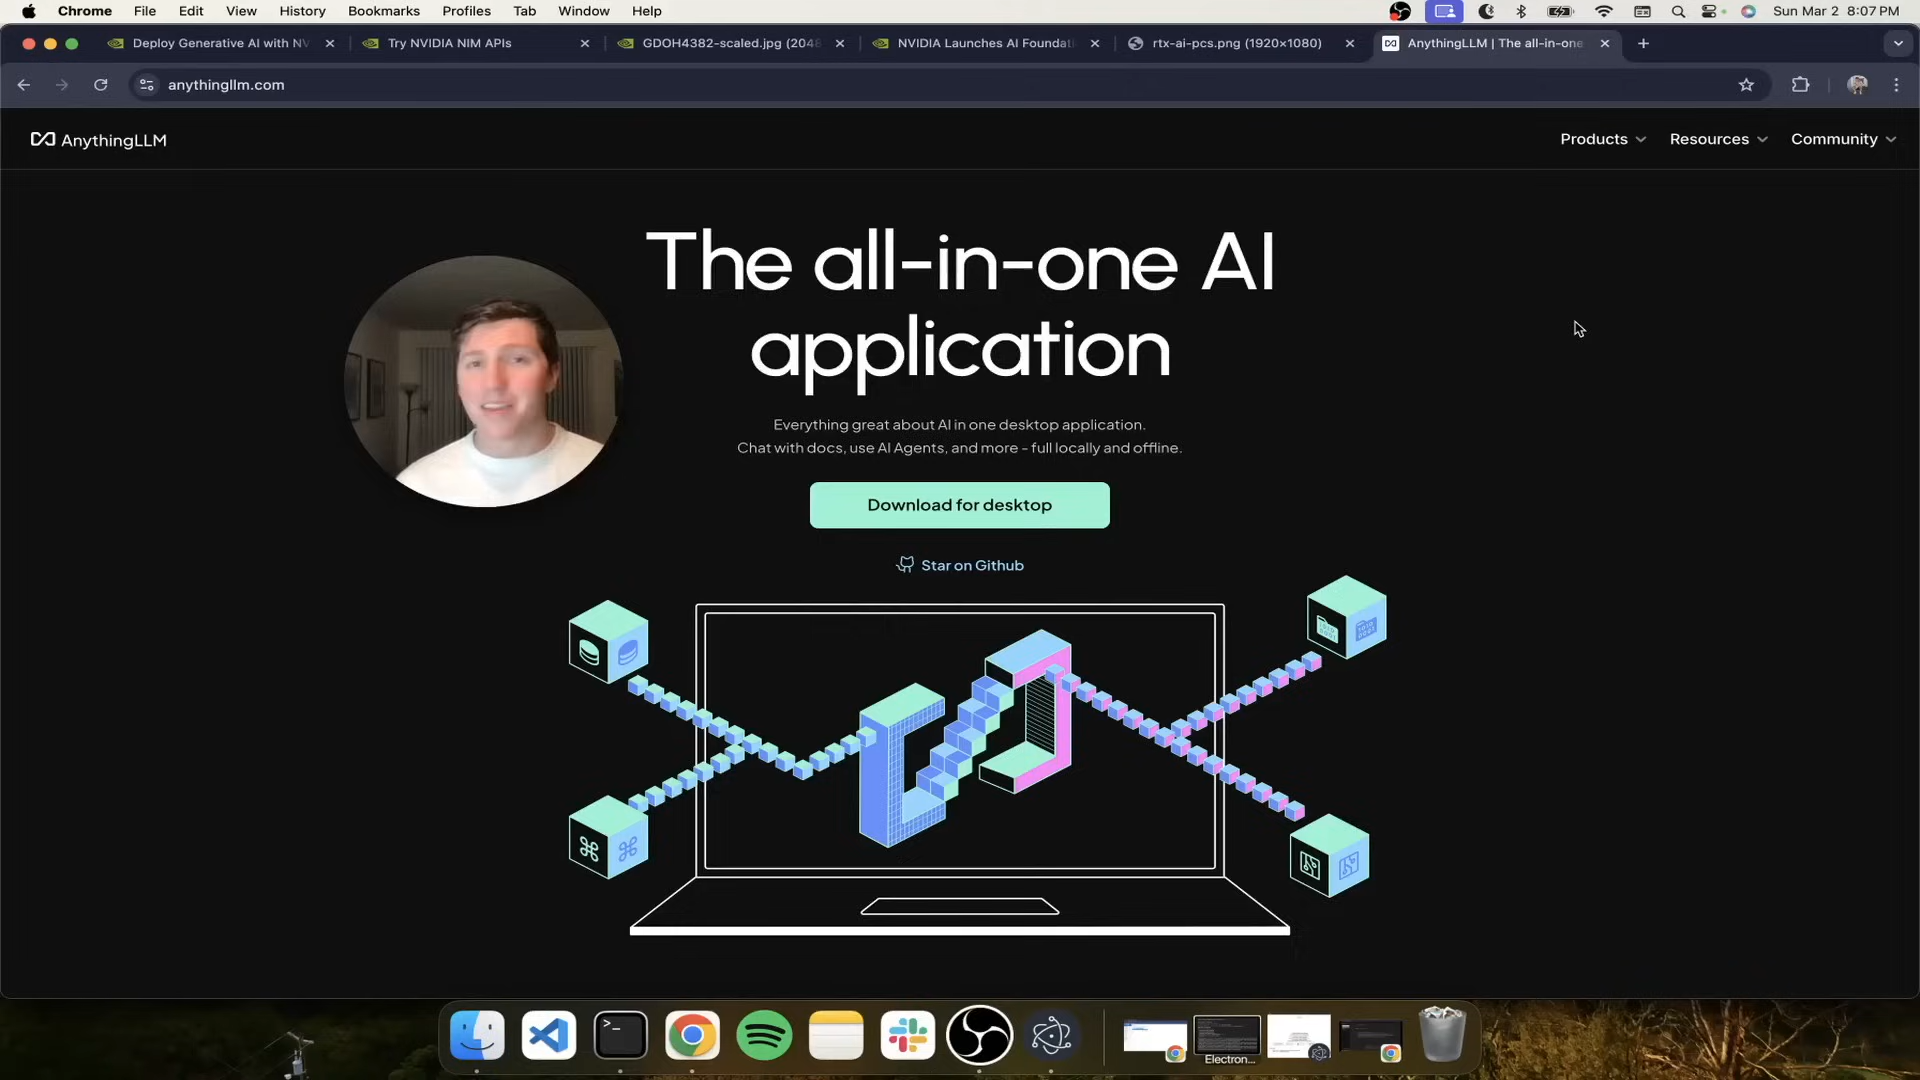 Chrome File Edit View History Bookmarks Profiles Tab Window Help Sun Mar 2 8:07 PM
Deploy Generative AI with NV Try NVIDIA NIM APIs GDOH4382-scaled.jpg (2048 NVIDIA Launches AI Foundati rtx-ai-pcs.png (1920×1080) AnythingLLM | The all-in-one
anythingllm.com
AnythingLLM Products Resources Community
The all-in-one AI
application
Everything great about AI in one desktop application.
Chat with docs, use AI Agents, and more - full locally and offline.
Download for desktop
Star on Github
Electron...